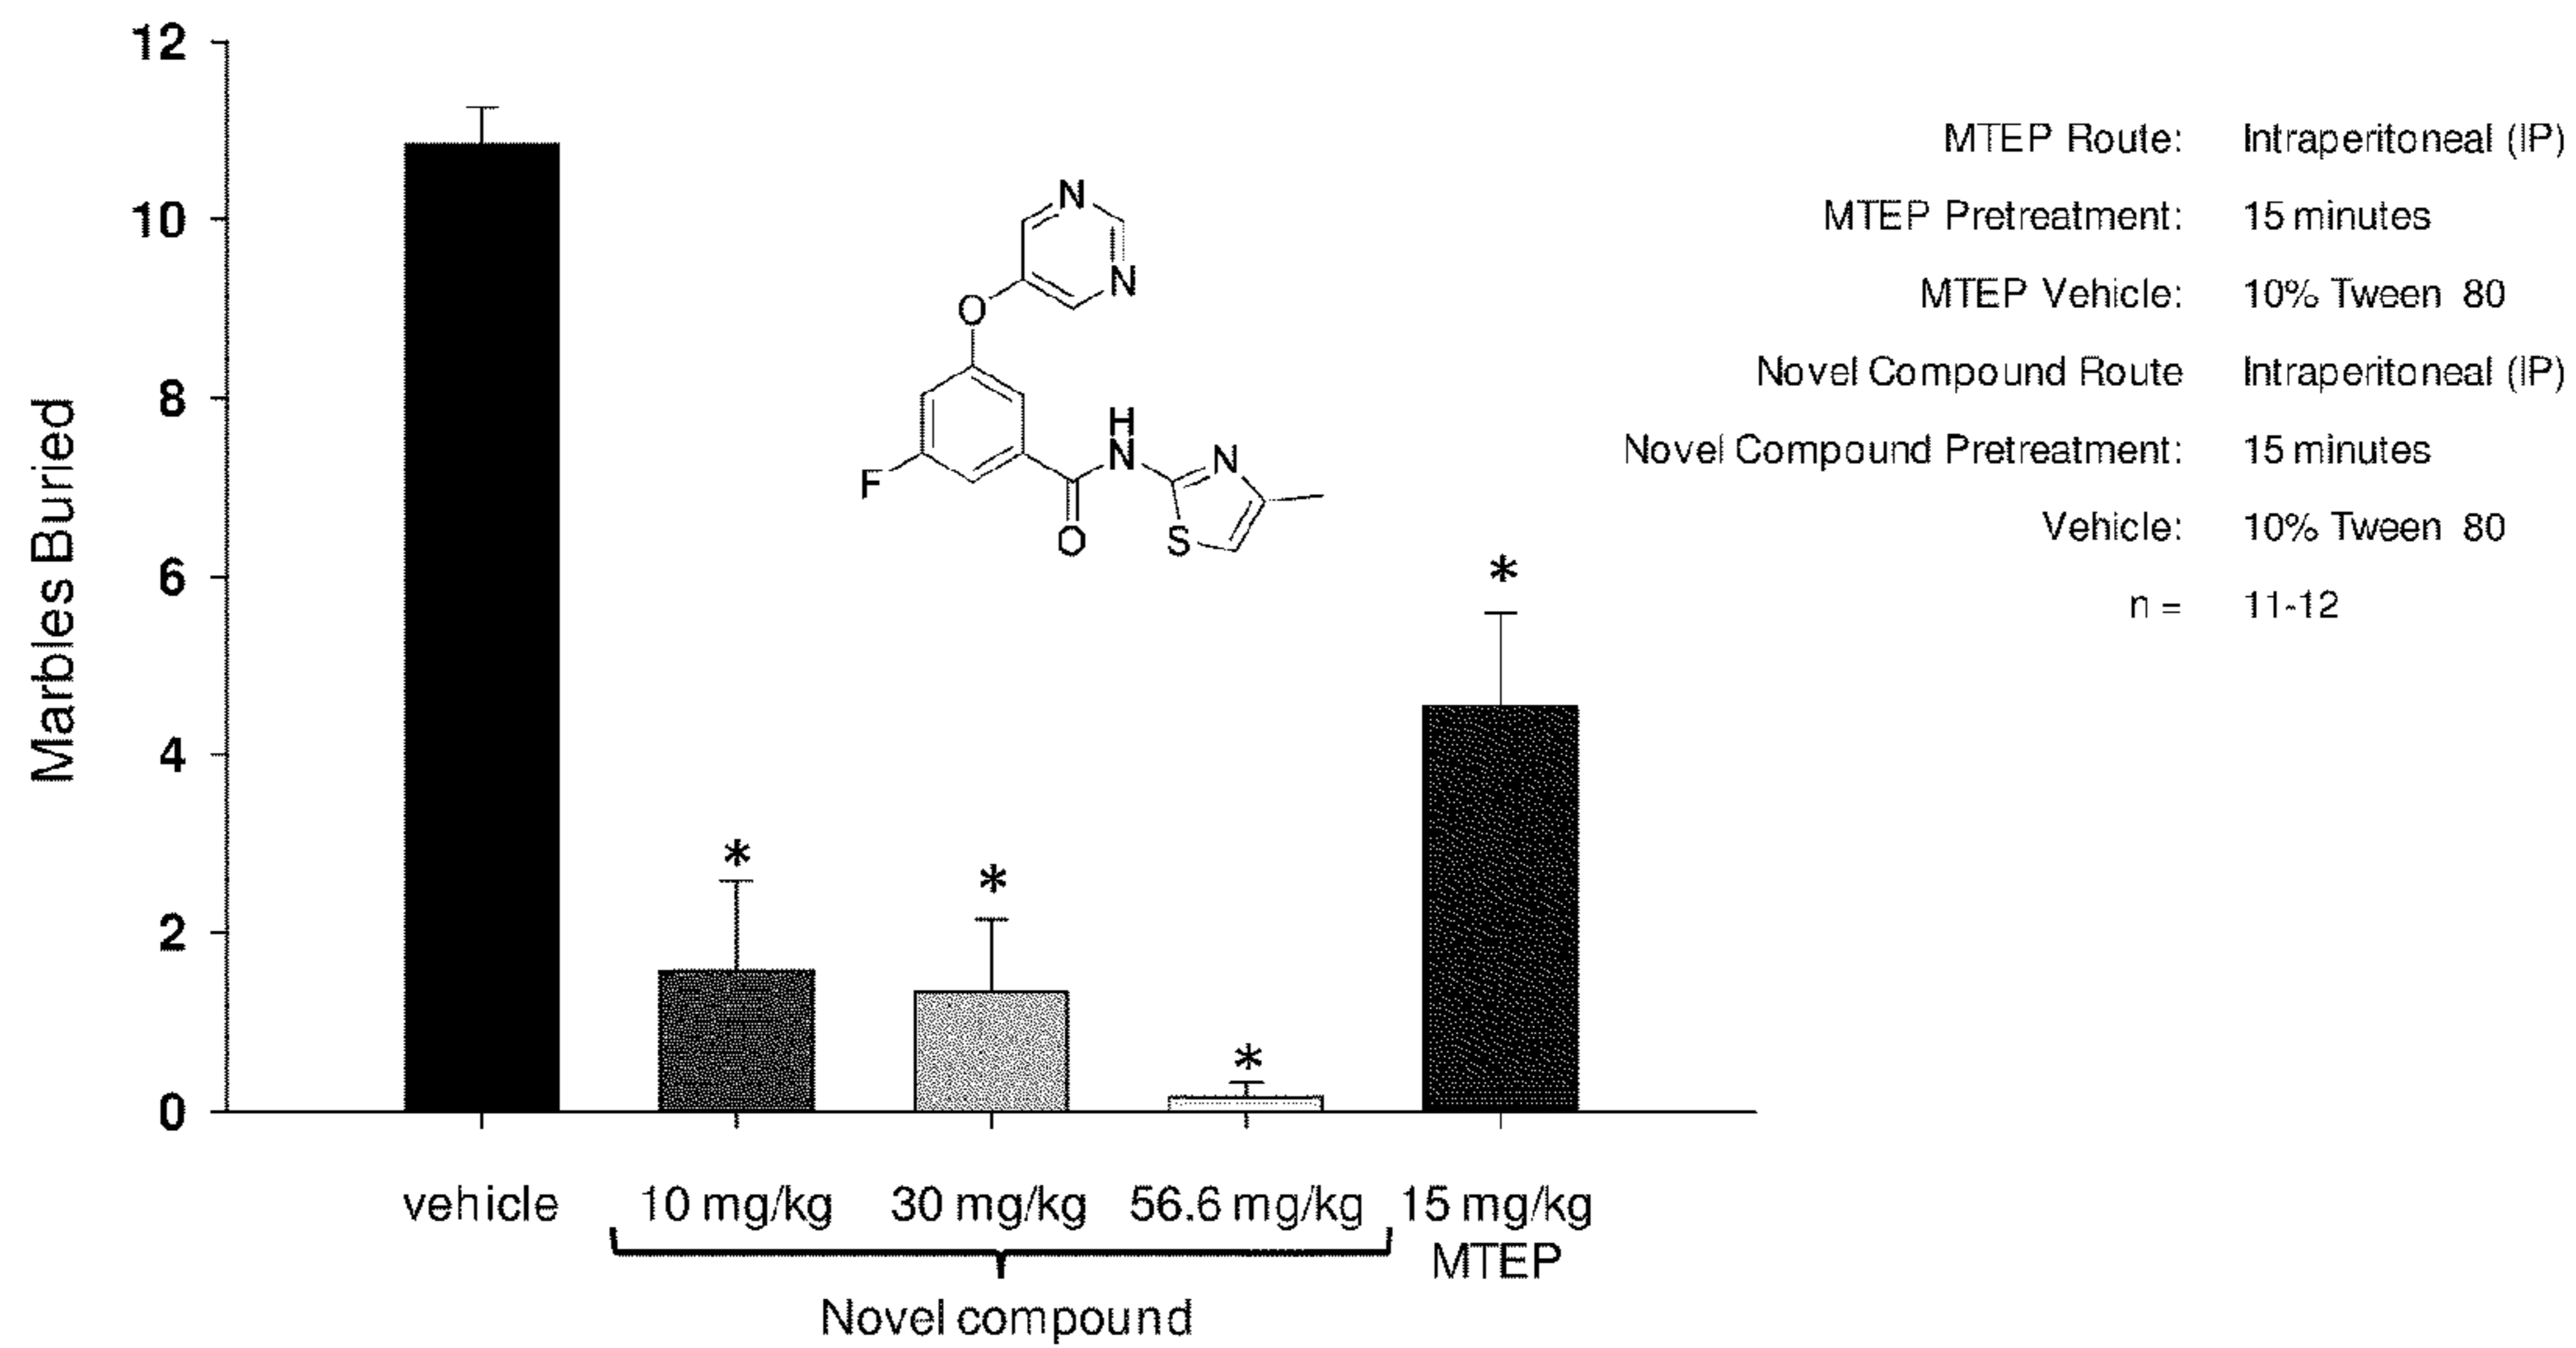 12
10
8
6
4
2
0
Marbles Buried
N
N
O
F
H
N
O
N
S
*
*
*
*
vehicle
10 mg/kg
30 mg/kg
56.6 mg/kg
15 mg/kg
MTEP
Novel compound
MTEP Route: Intraperitoneal (IP)
MTEP Pretreatment: 15 minutes
MTEP Vehicle: 10% Tween 80
Novel Compound Route Intraperitoneal (IP)
Novel Compound Pretreatment: 15 minutes
Vehicle: 10% Tween 80
n = 11-12